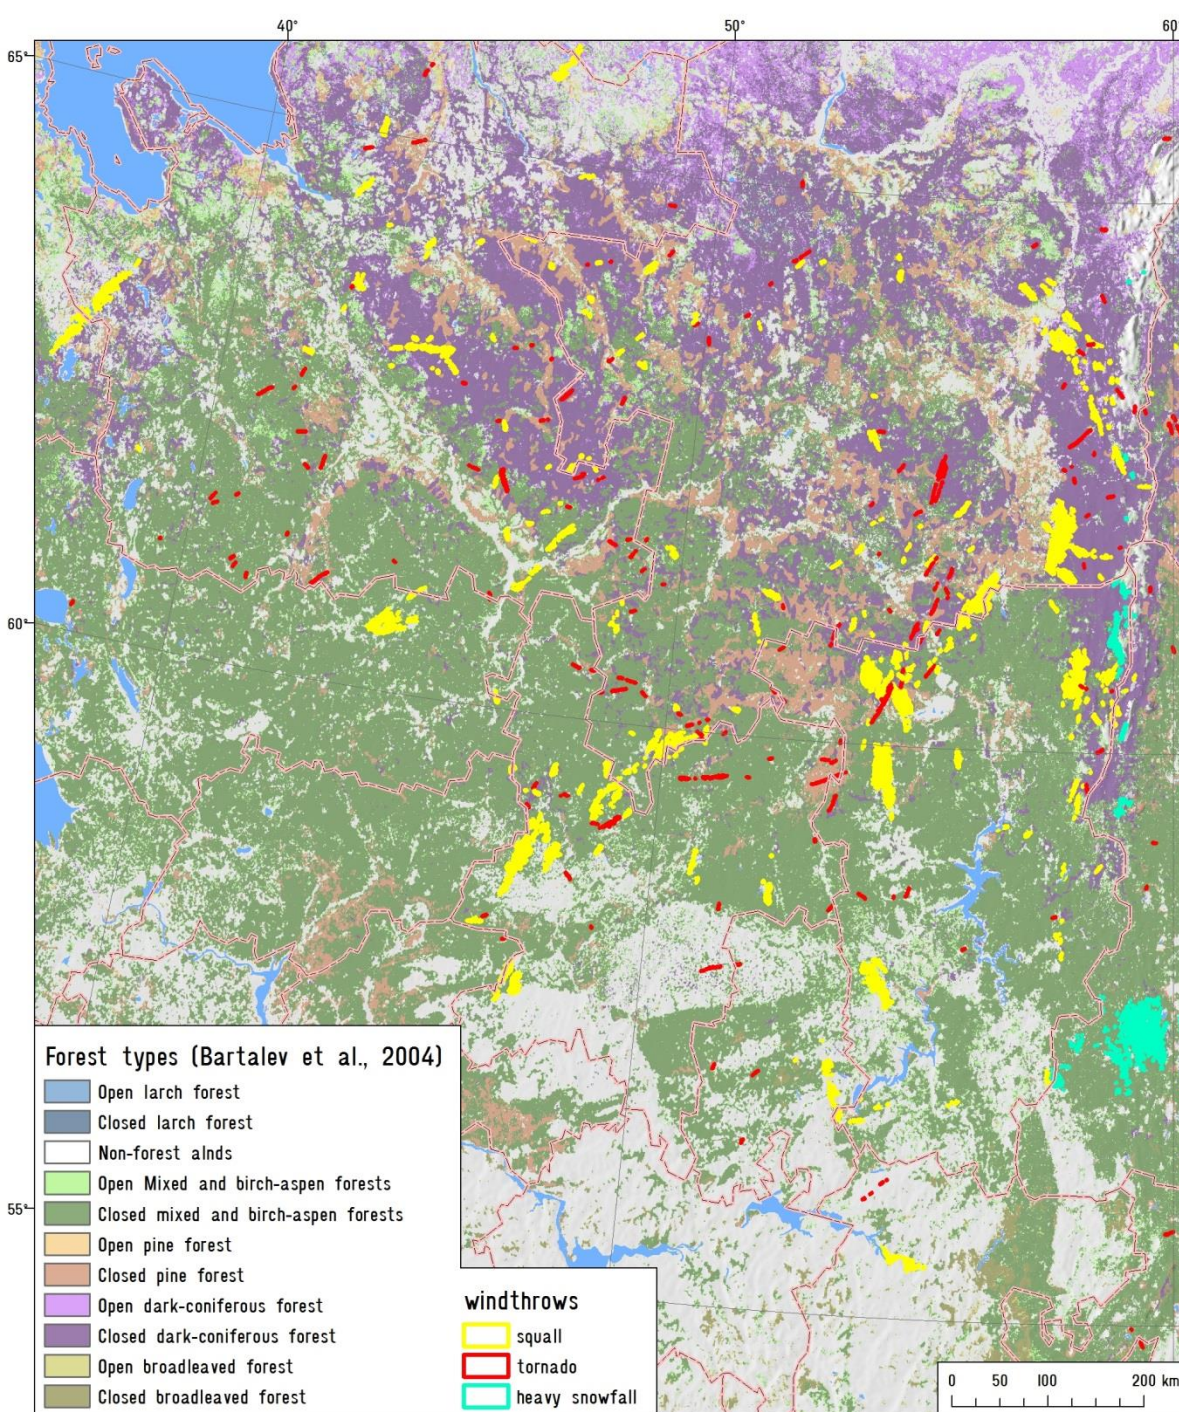 40°
50°
60°
65°
60°
55°
Forest types (Bartalev et al., 2004)
Open larch forest
Closed larch forest
Non-forest alnds
Open Mixed and birch-aspen forests
Closed mixed and birch-aspen forests
Open pine forest
Closed pine forest
Open dark-coniferous forest
Closed dark-coniferous forest
Open broadleaved forest
Closed broadleaved forest
windthrows
squall
tornado
heavy snowfall
0 50 100 200 km